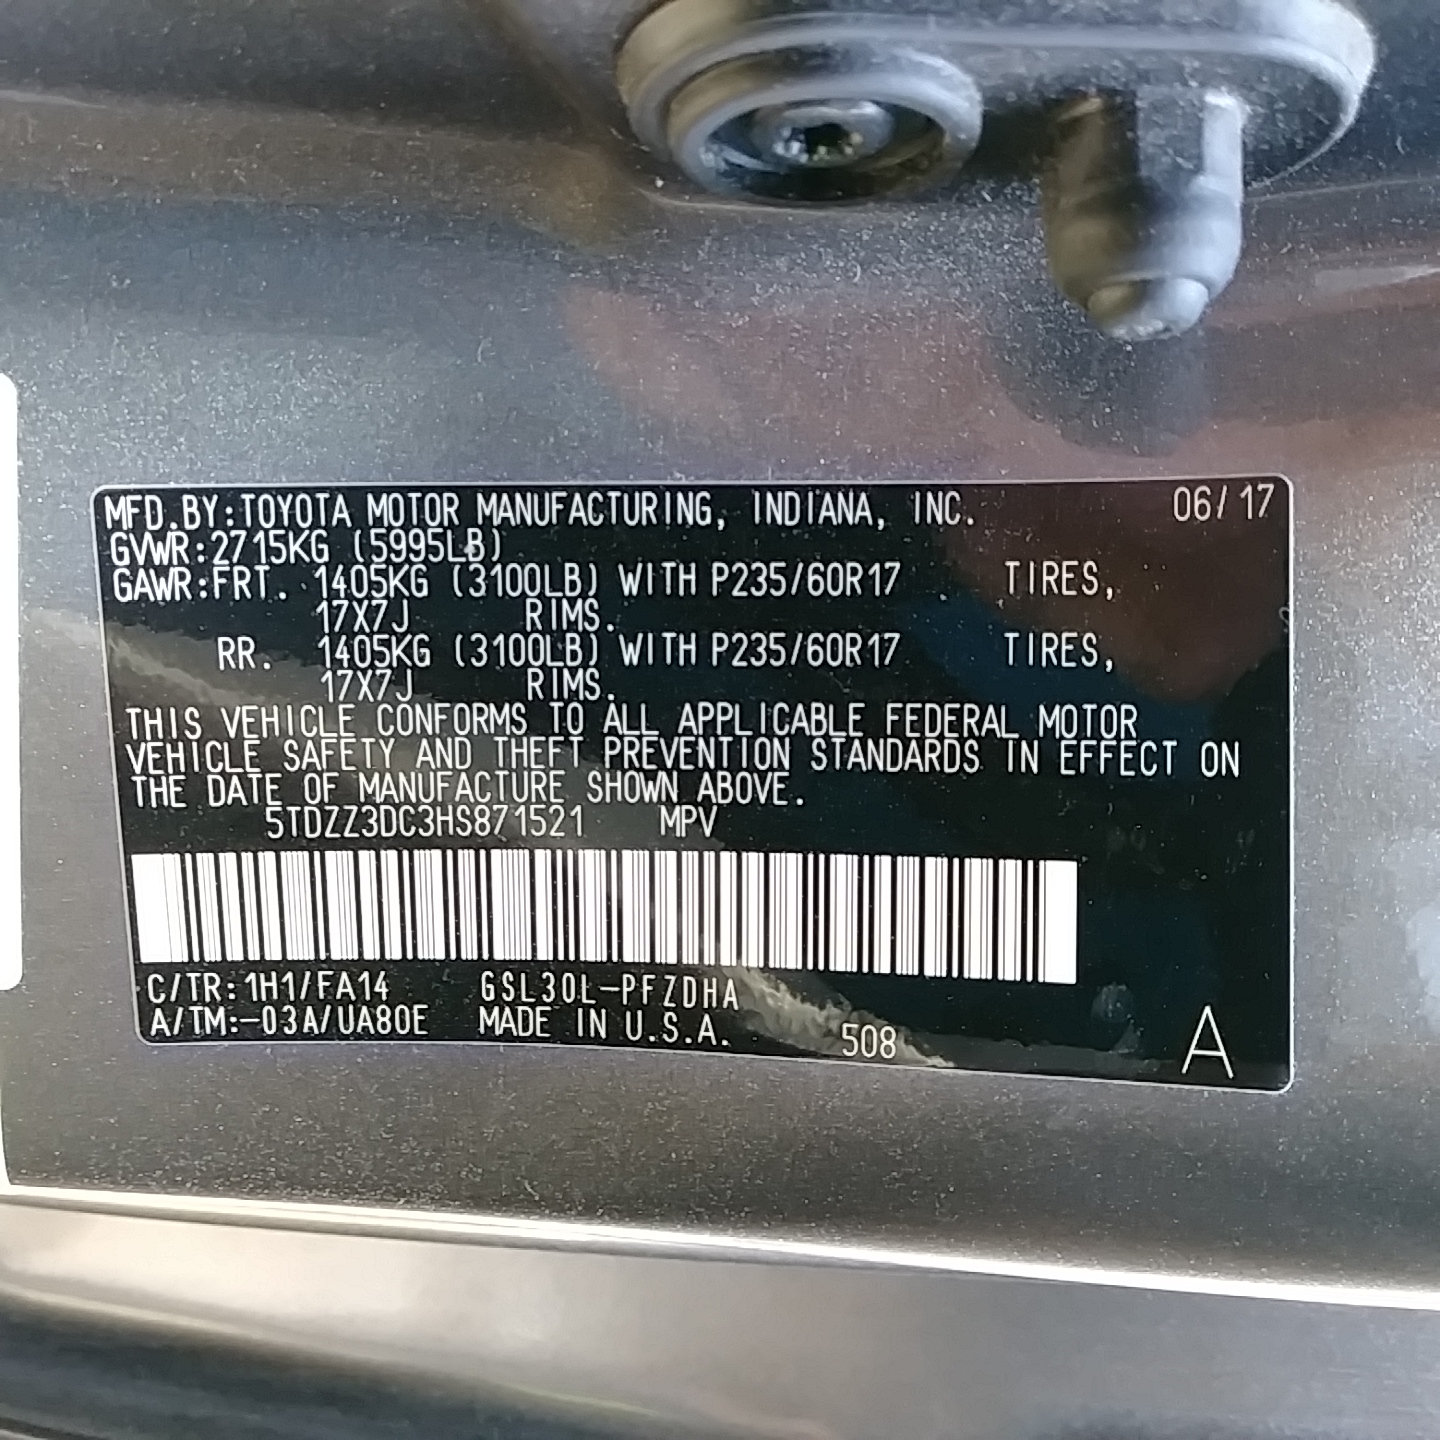 MFD.BY:TOYOTA MOTOR MANUFACTURING, INDIANA, INC. 06/17
GVWR:2715KG (5995LB)
GAWR:FRT. 1405KG (3100LB) WITH P235/60R17 TIRES,
17X7J RIMS.
RR. 1405KG (3100LB) WITH P235/60R17 TIRES,
17X7J RIMS.
THIS VEHICLE CONFORMS TO ALL APPLICABLE FEDERAL MOTOR
VEHICLE SAFETY AND THEFT PREVENTION STANDARDS IN EFFECT ON
THE DATE OF MANUFACTURE SHOWN ABOVE.
5TDZZ3DC3HS871521 MPV
C/TR:1H1/FA14 GSL30L-PFZDHA
A/TM:-03A/UA80E MADE IN U.S.A. 508 A